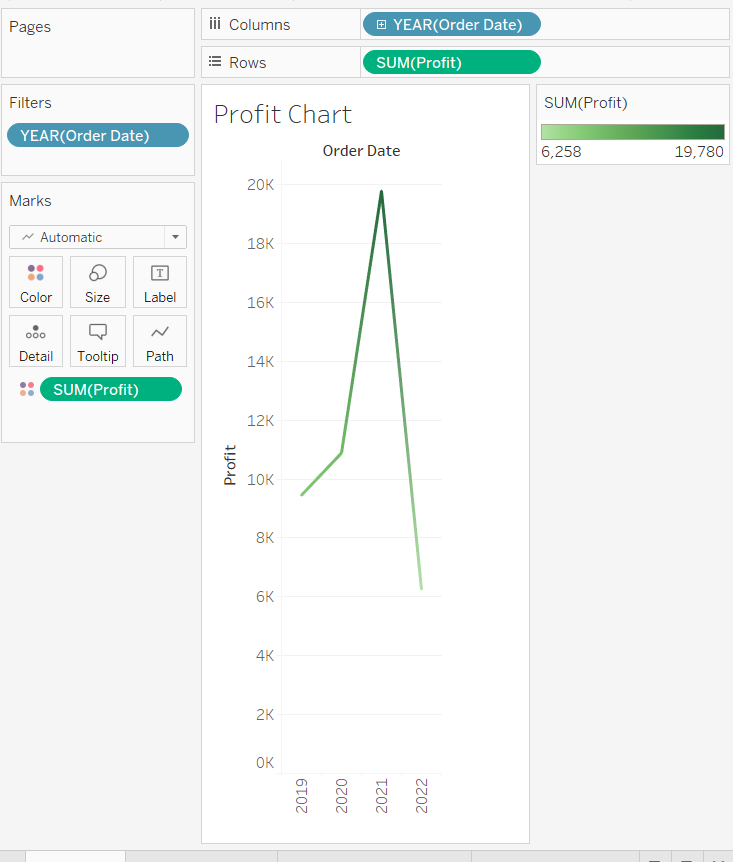 Pages
Columns
YEAR(Order Date)
Rows
SUM(Profit)
Filters
YEAR(Order Date)
Marks
Automatic
Color
Size
Label
Detail
Tooltip
Path
SUM(Profit)
Profit Chart
Order Date
Profit
20K
18K
16K
14K
12K
10K
8K
6K
4K
2K
0K
2019
2020
2021
2022
SUM(Profit)
6,258 19,780